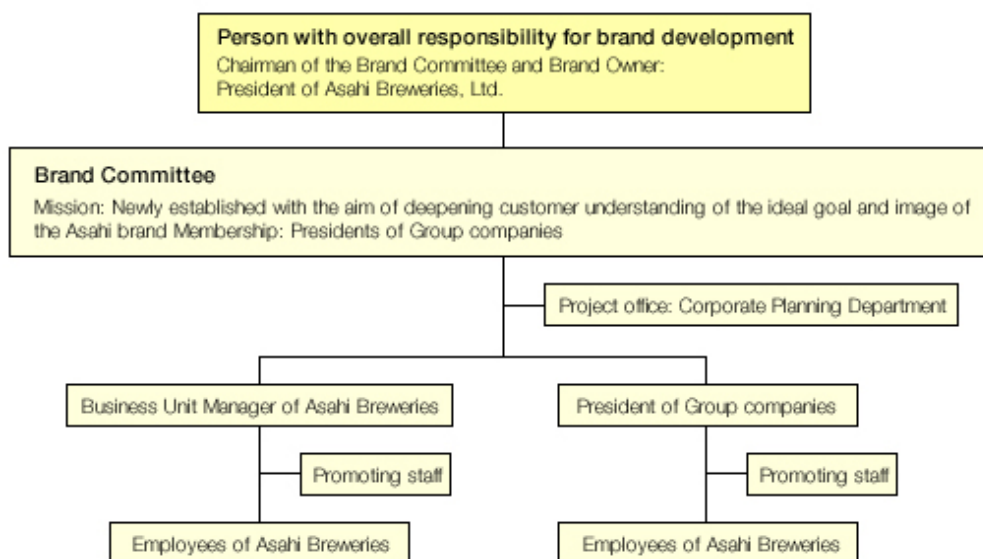 Person with overall responsibility for brand development
Chairman of the Brand Committee and Brand Owner:
President of Asahi Breweries, Ltd.
Brand Committee
Mission: Newly established with the aim of deepening customer understanding of the ideal goal and image of
the Asahi brand Membership: Presidents of Group companies
Project office: Corporate Planning Department
Business Unit Manager of Asahi Breweries
President of Group companies
Promoting staff
Promoting staff
Employees of Asahi Breweries
Employees of Asahi Breweries